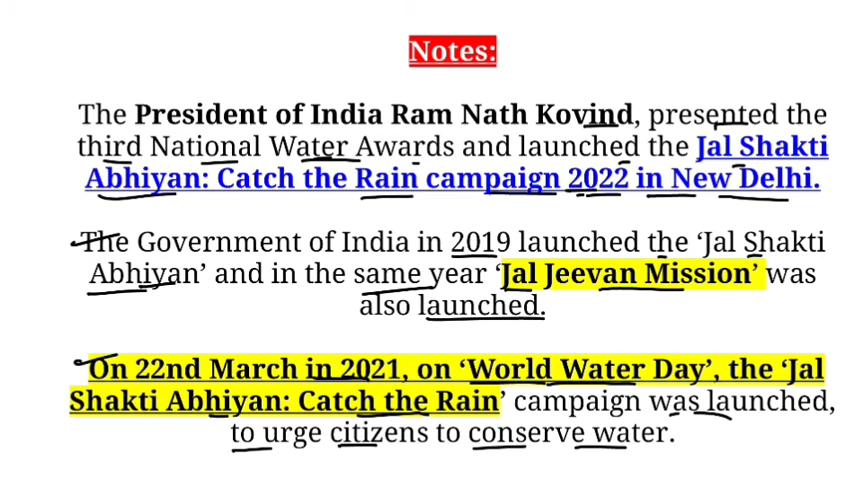 Notes:
The President of India Ram Nath Kovind, presented the
third National Water Awards and launched the Jal Shakti
Abhiyan: Catch the Rain campaign 2022 in New Delhi.
The Government of India in 2019 launched the ‘Jal Shakti
Abhiyan’ and in the same year ‘Jal Jeevan Mission’ was
also launched.
On 22nd March in 2021, on ‘World Water Day’, the ‘Jal
Shakti Abhiyan: Catch the Rain’ campaign was launched,
to urge citizens to conserve water.